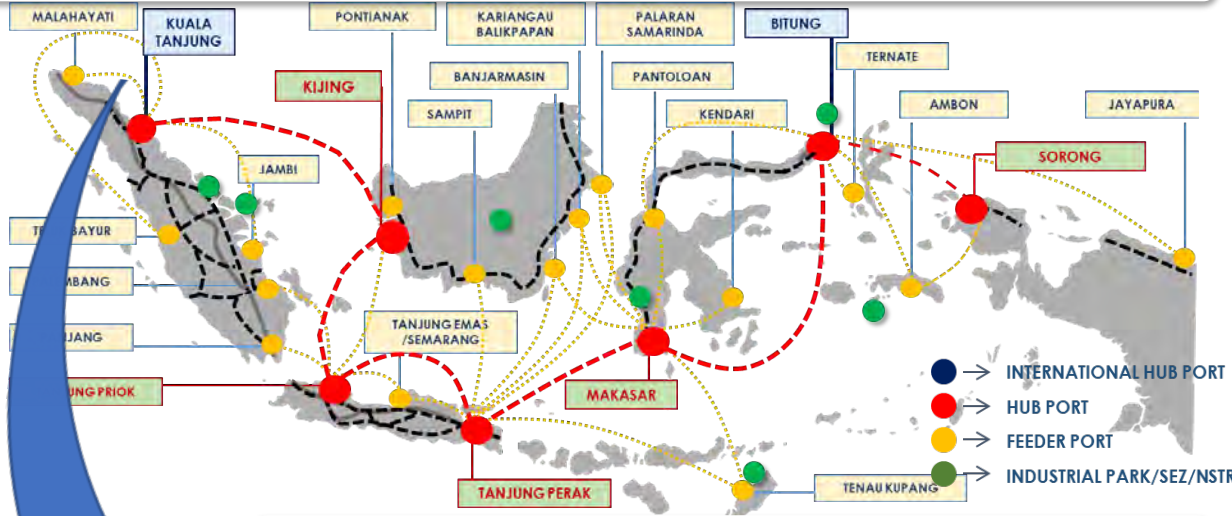 MALAHAYATI
KUALA
TANJUNG
PONTIANAK
KARIANGAU
BALIKPAPAN
PALARAN
SAMARINDA
BITUNG
TERNATE
KIJING
BANJARMASIN
PANTOLOAN
SAMPIT
KENDARI
AMBON
JAYAPURA
JAMBI
SORONG
BAYUR
MBANG
TANJUNG EMAS
/SEMARANG
JANG
UNG PRIOK
MAKASAR
TANJUNG PERAK
TENAU KUPANG
INTERNATIONAL HUB PORT
HUB PORT
FEEDER PORT
INDUSTRIAL PARK/SEZ/NSTR